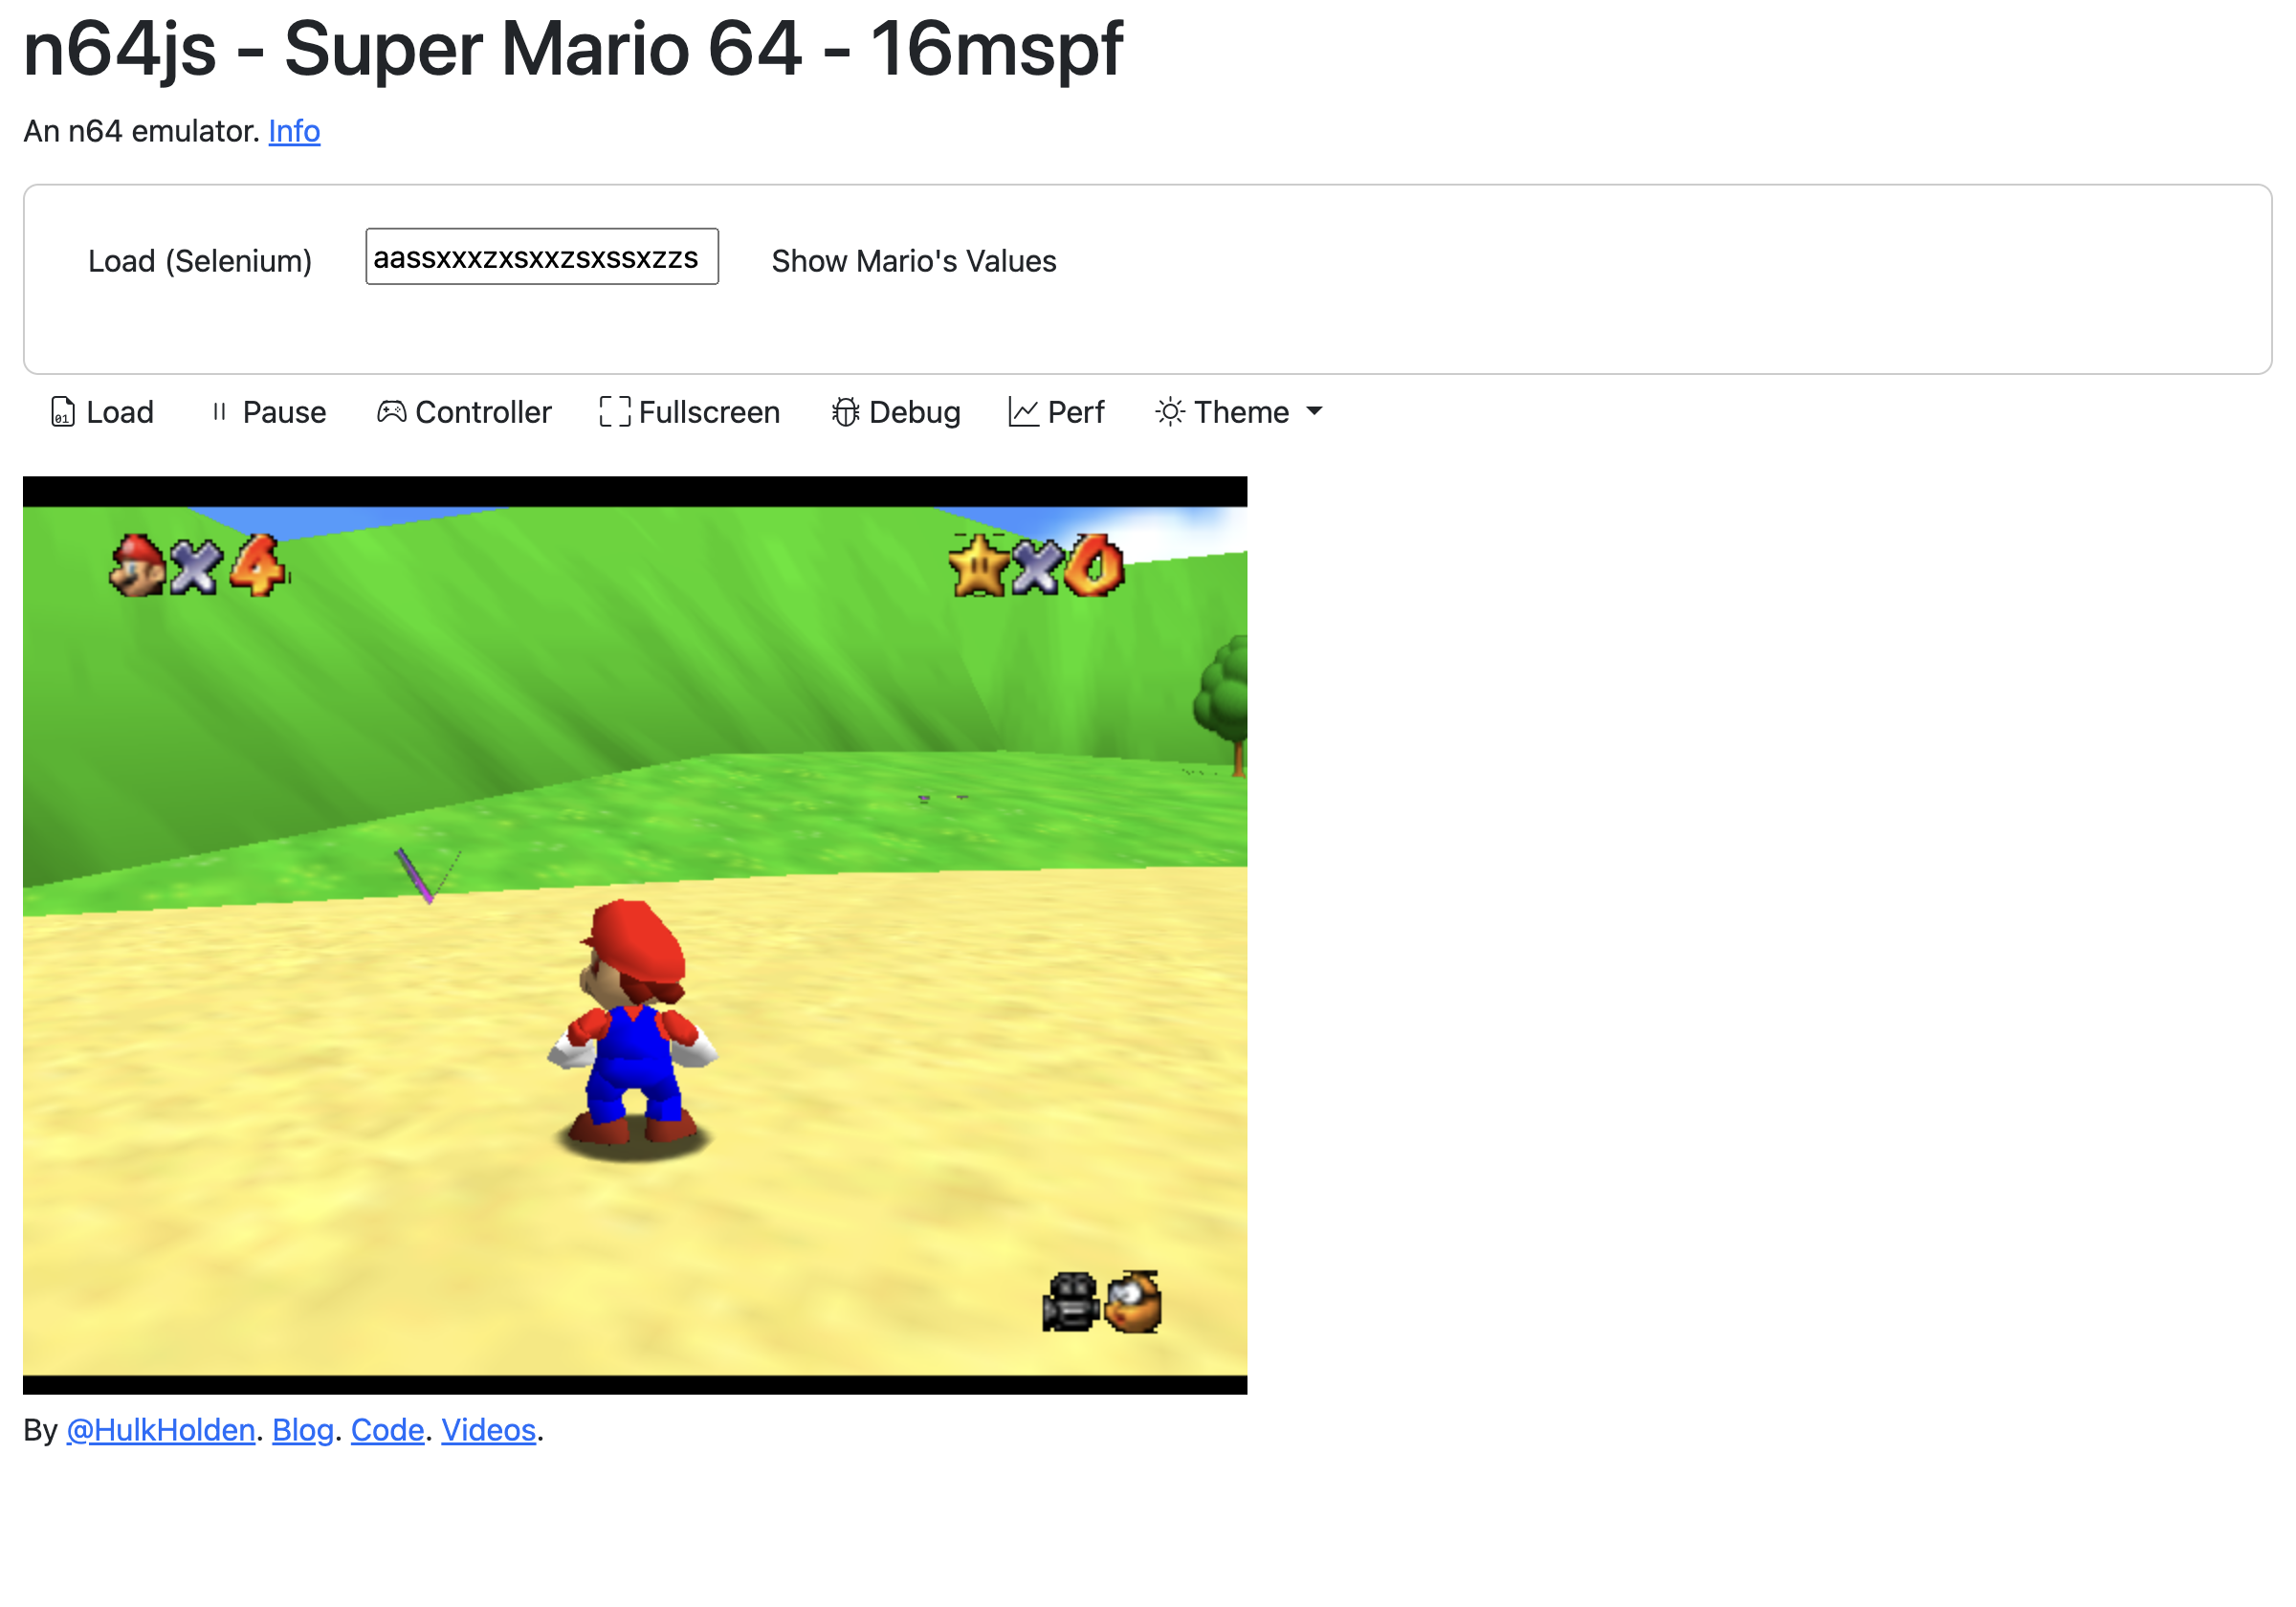 n64js - Super Mario 64 - 16mspf
An n64 emulator. Info
Load (Selenium) aassxxxzxsxxzsxssxzzs Show Mario's Values
01 Load Pause Controller Fullscreen Debug Perf Theme
×4 ×0
By @HulkHolden. Blog. Code. Videos.